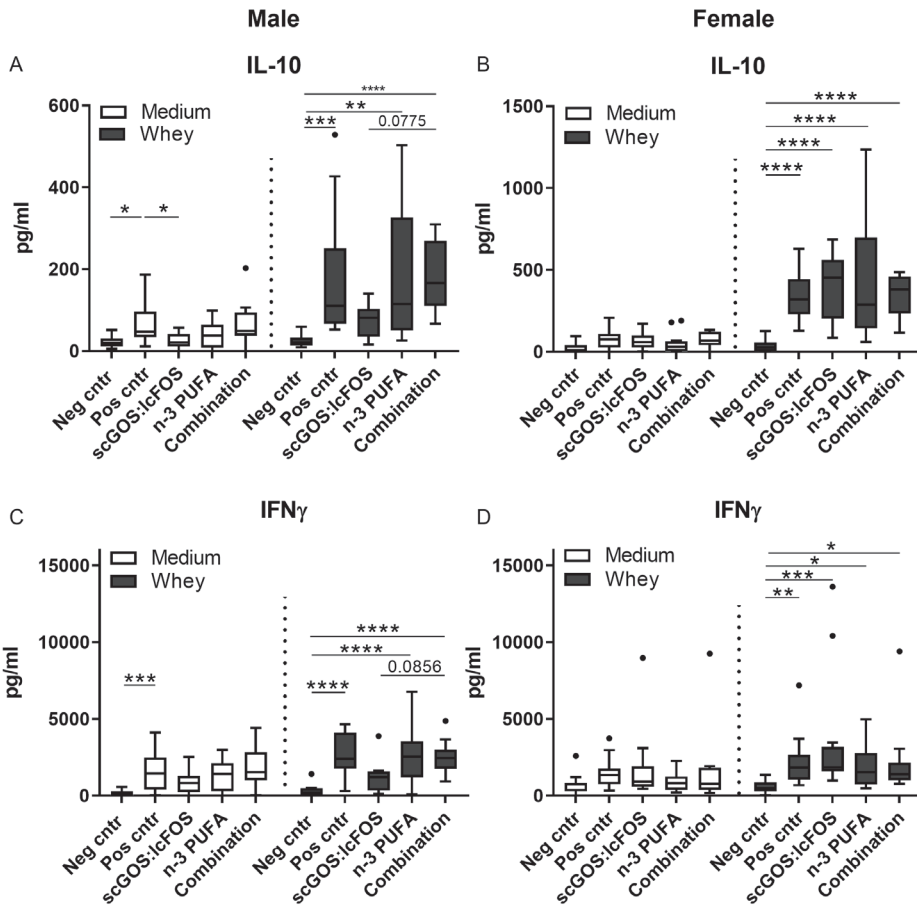 Male
Female
A
IL-10
600
400
200
0
pg/ml
Medium
Whey
*
*
***
**
****
0.0775
Neg cntr
Pos cntr
scGOS:lcFOS
n-3 PUFA
Combination
Neg cntr
Pos cntr
scGOS:lcFOS
n-3 PUFA
Combination
B
IL-10
1500
1000
500
0
pg/ml
Medium
Whey
****
****
****
****
Neg cntr
Pos cntr
scGOS:lcFOS
n-3 PUFA
Combination
Neg cntr
Pos cntr
scGOS:lcFOS
n-3 PUFA
Combination
C
IFNγ
15000
10000
5000
0
pg/ml
Medium
Whey
***
****
****
****
0.0856
Neg cntr
Pos cntr
scGOS:lcFOS
n-3 PUFA
Combination
Neg cntr
Pos cntr
scGOS:lcFOS
n-3 PUFA
Combination
D
IFNγ
15000
10000
5000
0
pg/ml
Medium
Whey
*
*
***
**
Neg cntr
Pos cntr
scGOS:lcFOS
n-3 PUFA
Combination
Neg cntr
Pos cntr
scGOS:lcFOS
n-3 PUFA
Combination